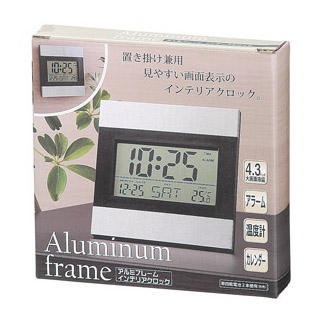 置き掛け兼用
見やすい画面表示の
インテリアクロック。
10:25
12:25 SAT 25.
4.3
アラーム
温度計
カレンダー
Aluminum
frame
アルミフレーム
インテリアクロック
10:25